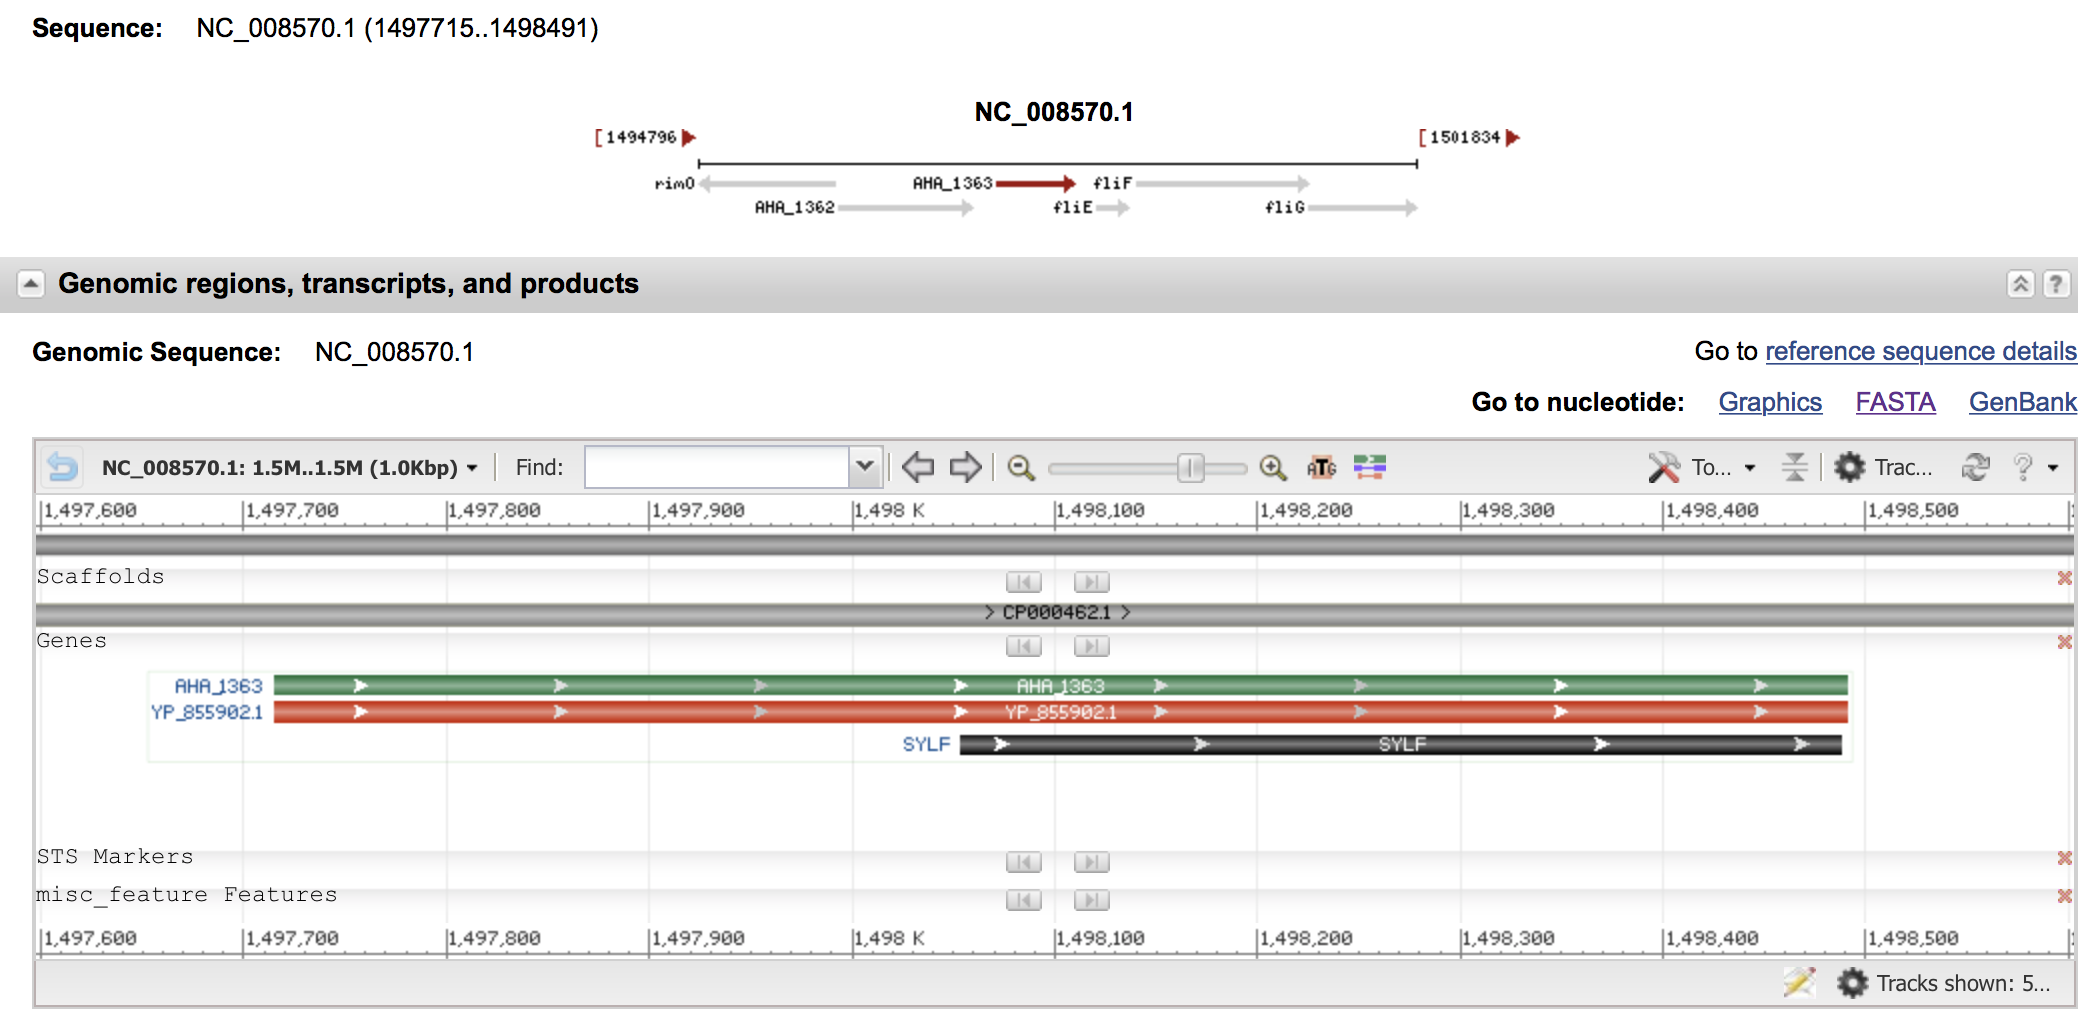 Sequence: NC_008570.1 (1497715..1498491)
NC_008570.1
[1494796 [1501834
rimO AHA_1363 fliF
AHA_1362 fliE fliG
Genomic regions, transcripts, and products ?
Genomic Sequence: NC_008570.1 Go to reference sequence details
Go to nucleotide: Graphics FASTA GenBank
NC_008570.1: 1.5M..1.5M (1.0Kbp) Find: ATG To... Trac... ?
1,497,600 1,497,700 1,497,800 1,497,900 1,498 K 1,498,100 1,498,200 1,498,300 1,498,400 1,498,500
Scaffolds
CP000462.1
Genes
AHA_1363 AHA_1363
YP_855902.1 YP_855902.1
SYLF SYLF
STS Markers
misc_feature Features
1,497,600 1,497,700 1,497,800 1,497,900 1,498 K 1,498,100 1,498,200 1,498,300 1,498,400 1,498,500
Tracks shown: 5...